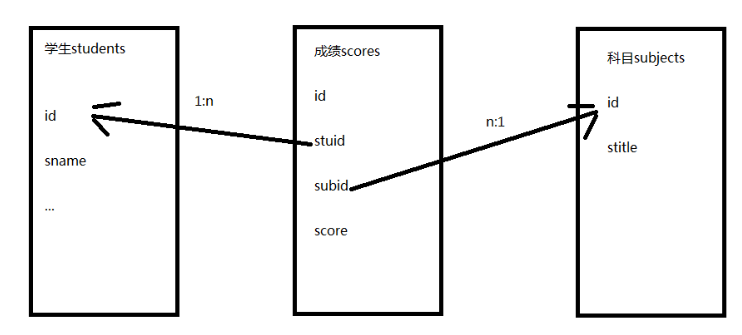 学生students
id
sname
...
1:n
成绩scores
id
stuid
subid
score
n:1
科目subjects
id
stitle